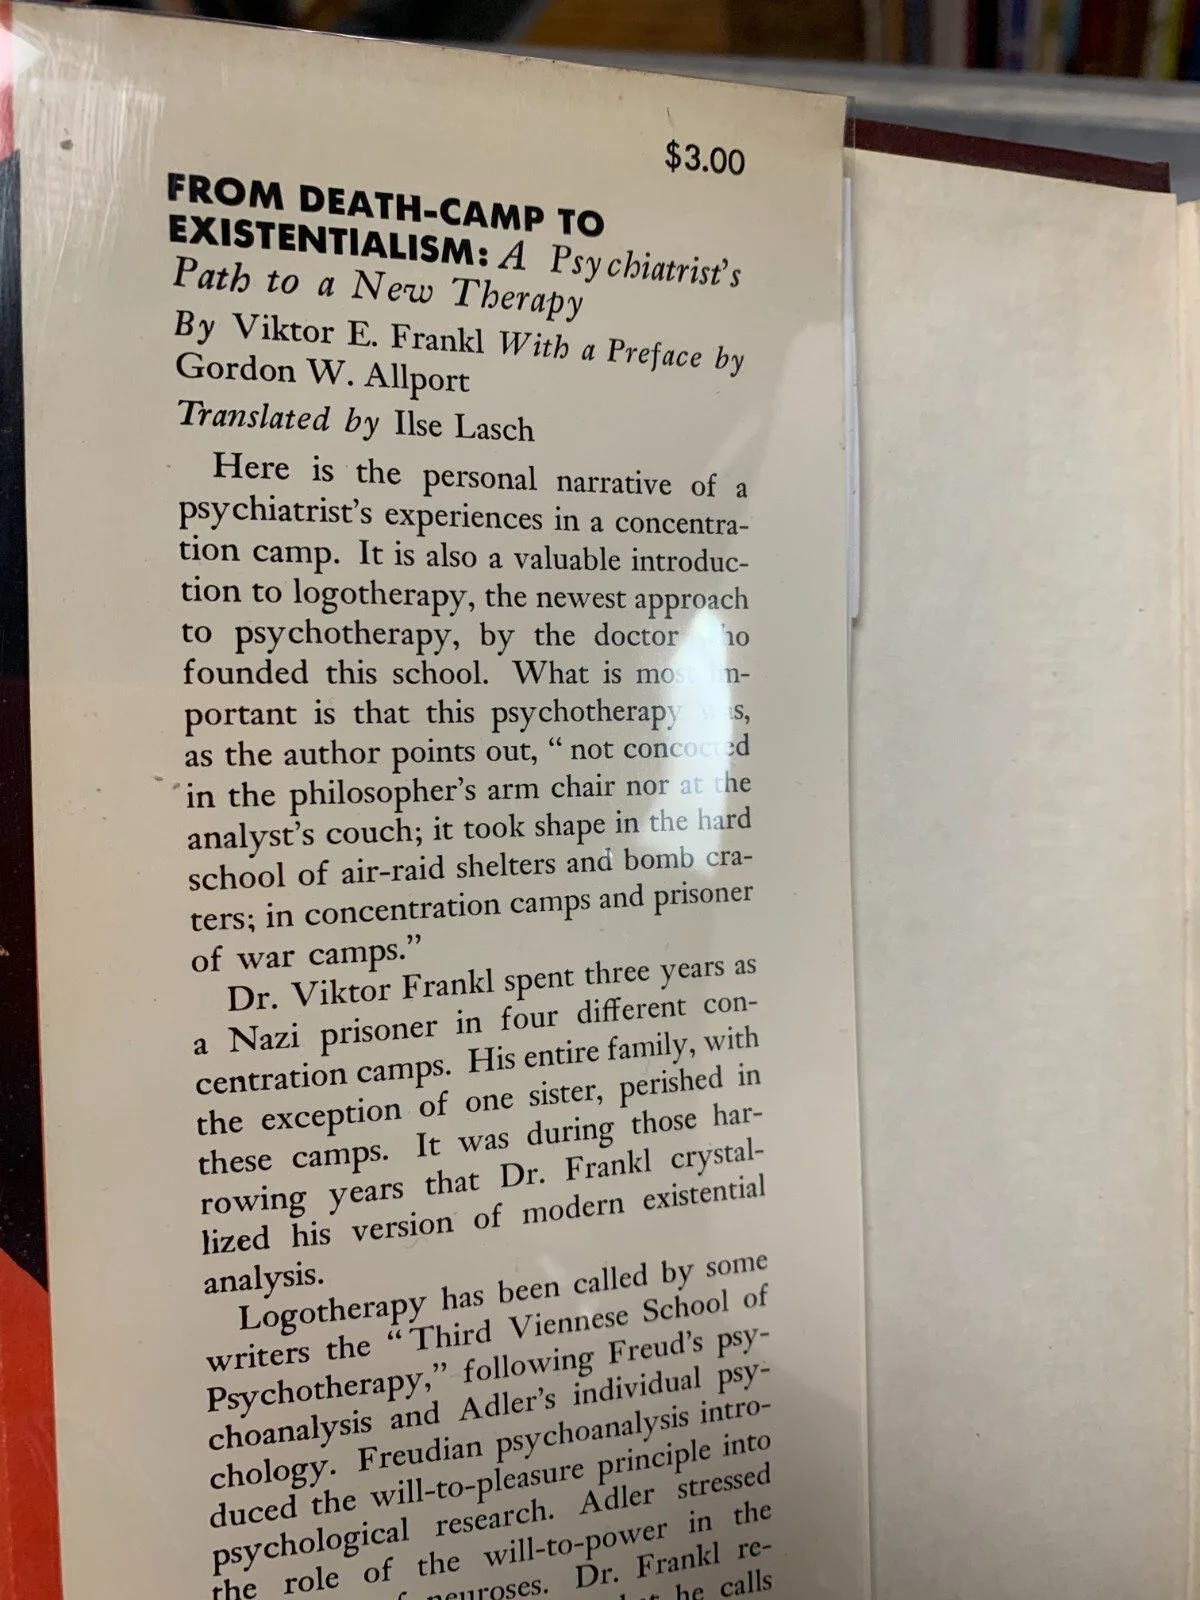 $3.00
FROM DEATH-CAMP TO
EXISTENTIALISM: A Psychiatrist's
Path to a New Therapy
By Viktor E. Frankl With a Preface by
Gordon W. Allport
Translated by Ilse Lasch
Here is the personal narrative of a
psychiatrist's experiences in a concentra-
tion camp. It is also a valuable introduc-
tion to logotherapy, the newest approach
to psychotherapy, by the doctor who
founded this school. What is most im-
portant is that this psychotherapy was,
as the author points out, "not concocted
in the philosopher's arm chair nor at the
analyst's couch; it took shape in the hard
school of air-raid shelters and bomb cra-
ters; in concentration camps and prisoner
of war camps."
Dr. Viktor Frankl spent three years as
a Nazi prisoner in four different con-
centration camps. His entire family, with
the exception of one sister, perished in
these camps. It was during those har-
rowing years that Dr. Frankl crystal-
lized his version of modern existential
analysis.
Logotherapy has been called by some
writers the "Third Viennese School of
Psychotherapy," following Freud's psy-
choanalysis and Adler's individual psy-
chology. Freudian psychoanalysis intro-
duced the will-to-pleasure principle into
psychological research. Adler stressed
the role of the will-to-power in the
neuroses. Dr. Frankl re-
he calls